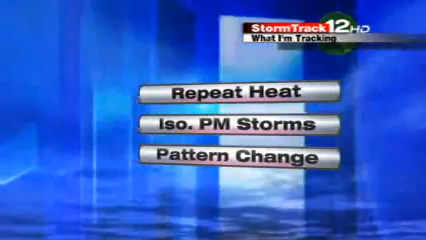 StormTrack 12 HD
What I'm Tracking
Repeat Heat
Iso. PM Storms
Pattern Change